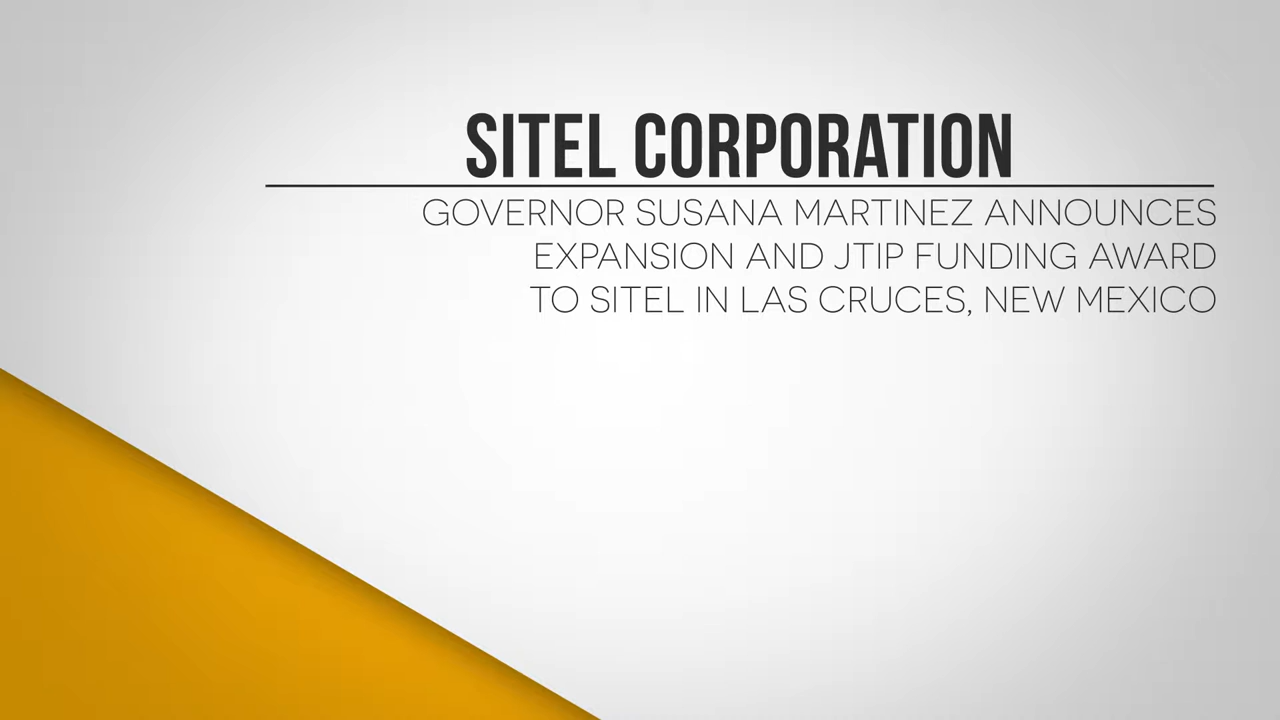 SITEL CORPORATION
GOVERNOR SUSANA MARTINEZ ANNOUNCES
EXPANSION AND JTIP FUNDING AWARD
TO SITEL IN LAS CRUCES, NEW MEXICO